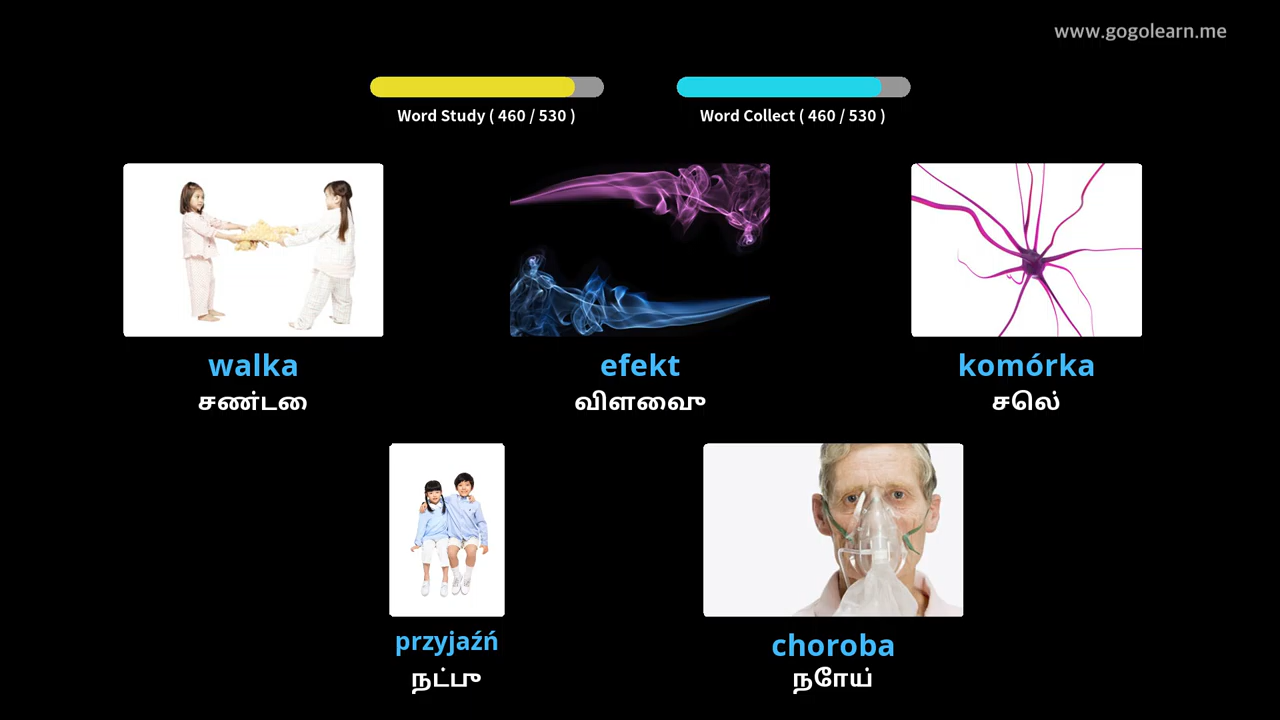 www.gogolearn.me
Word Study ( 460 / 530 )
Word Collect ( 460 / 530 )
walka
சண்டை
efekt
விளைவு
komórka
செல்
przyjaźń
நட்பு
choroba
நோய்